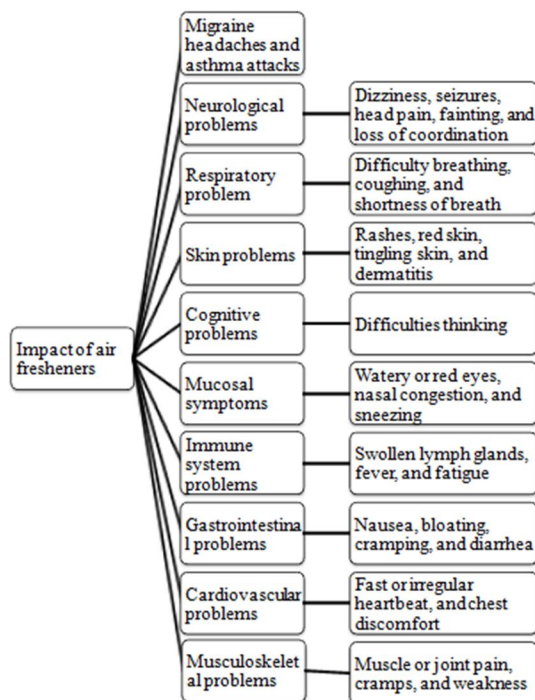 Impact of air
fresheners
Migraine
headaches and
asthma attacks
Neurological
problems
Dizziness, seizures,
head pain, fainting, and
loss of coordination
Respiratory
problem
Difficulty breathing,
coughing, and
shortness of breath
Skin problems
Rashes, red skin,
tingling skin, and
dermatitis
Cognitive
problems
Difficulties thinking
Mucosal
symptoms
Watery or red eyes,
nasal congestion, and
sneezing
Immune
system
problems
Swollen lymph glands,
fever, and fatigue
Gastrointestina
l problems
Nausea, bloating,
cramping, and diarrhea
Cardiovascular
problems
Fast or irregular
heartbeat, and chest
discomfort
Musculoskelet
al problems
Muscle or joint pain,
cramps, and weakness